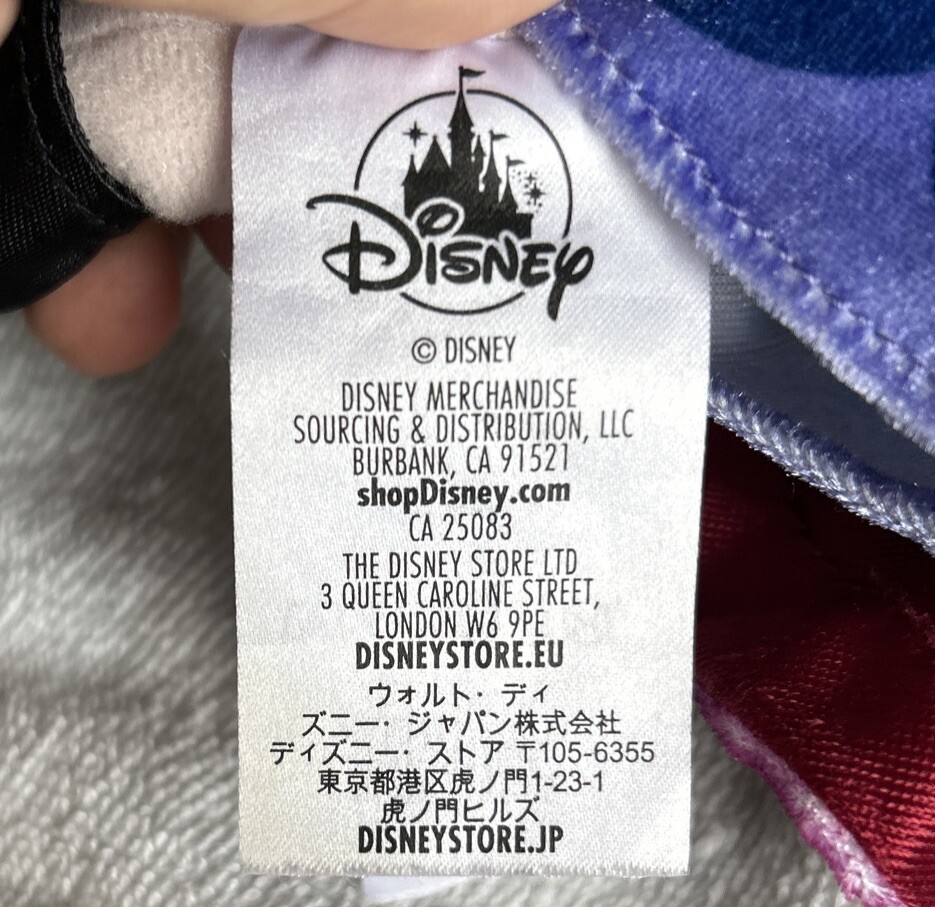 Disney
© DISNEY
DISNEY MERCHANDISE
SOURCING & DISTRIBUTION, LLC
BURBANK, CA 91521
shopDisney.com
CA 25083
THE DISNEY STORE LTD
3 QUEEN CAROLINE STREET,
LONDON W6 9PE
DISNEYSTORE.EU
ウォルト・ディ
ズニー・ジャパン株式会社
ディズニー・ストア 〒105-6355
東京都港区虎ノ門1-23-1
虎ノ門ヒルズ
DISNEYSTORE.JP